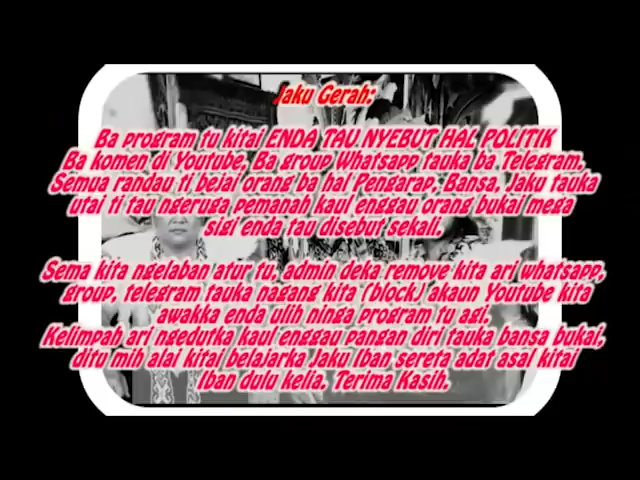 Jaku Gerah:
Ba program tu kitai ENDA TAU NYEBUT HAL POLITIK
Ba komen di Youtube, Ba group Whatsapp tauka ba Telegram,
Semua randau ti bejai orang ba hal Pengarap, Bansa, Jaku tauka
utai ti tau ngeruga pemanah kaul enggau orang bukai mega
sigi enda tau disebut sekali.
Sema kita ngelaban atur tu, admin deka remove kita ari whatsapp,
group, telegram tauka nagang kita (block) akaun Youtube kita
awakka enda ulih ninga program tu agi.
Kelimpah ari ngedutka kaul enggau pangan diri tauka bansa bukai,
ditu mih alai kitai belajarka Jaku Iban sereta adat asal kitai
Iban dulu kelia. Terima Kasih.